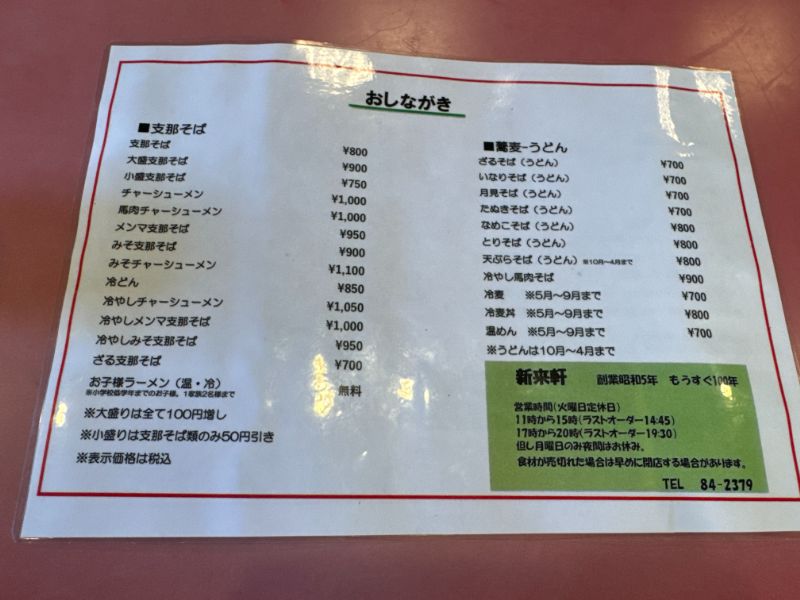 おしながき
■支那そば
支那そば ¥800
大盛支那そば ¥900
小盛支那そば ¥750
チャーシューメン ¥1,000
馬肉チャーシューメン ¥1,000
メンマ支那そば ¥950
みそ支那そば ¥900
みそチャーシューメン ¥1,100
冷どん ¥850
冷やしチャーシューメン ¥1,050
冷やしメンマ支那そば ¥1,000
冷やしみそ支那そば ¥950
ざる支那そば ¥700
お子様ラーメン（温・冷） 無料
※小学校低学年までのお子様。1家族2名様まで
※大盛りは全て100円増し
※小盛りは支那そば類のみ50円引き
※表示価格は税込
■蕎麦-うどん
ざるそば（うどん） ¥700
いなりそば（うどん） ¥700
月見そば（うどん） ¥700
たぬきそば（うどん） ¥700
なめこそば（うどん） ¥800
とりそば（うどん） ¥800
天ぷらそば（うどん）※10月～4月まで ¥800
冷やし馬肉そば ¥900
冷麦 ※5月～9月まで ¥700
冷麦丼 ※5月～9月まで ¥800
温めん ※5月～9月まで ¥700
※うどんは10月～4月まで
新来軒 創業昭和5年 もうすぐ100年
営業時間(火曜日定休日)
11時から15時(ラストオーダー14:45)
17時から20時(ラストオーダー19:30)
但し月曜日のみ夜間はお休み、
食材が売切れた場合は早めに閉店する場合があります。
TEL 84-2379